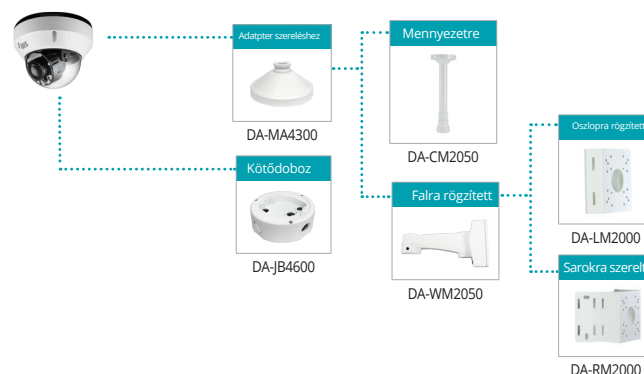 Adatpter szereléshez
DA-MA4300
Kötődoboz
DA-JB4600
Mennyezetre
DA-CM2050
Falra rögzített
DA-WM2050
Oszlopra rögzített
DA-LM2000
Sarokra szerelt
DA-RM2000